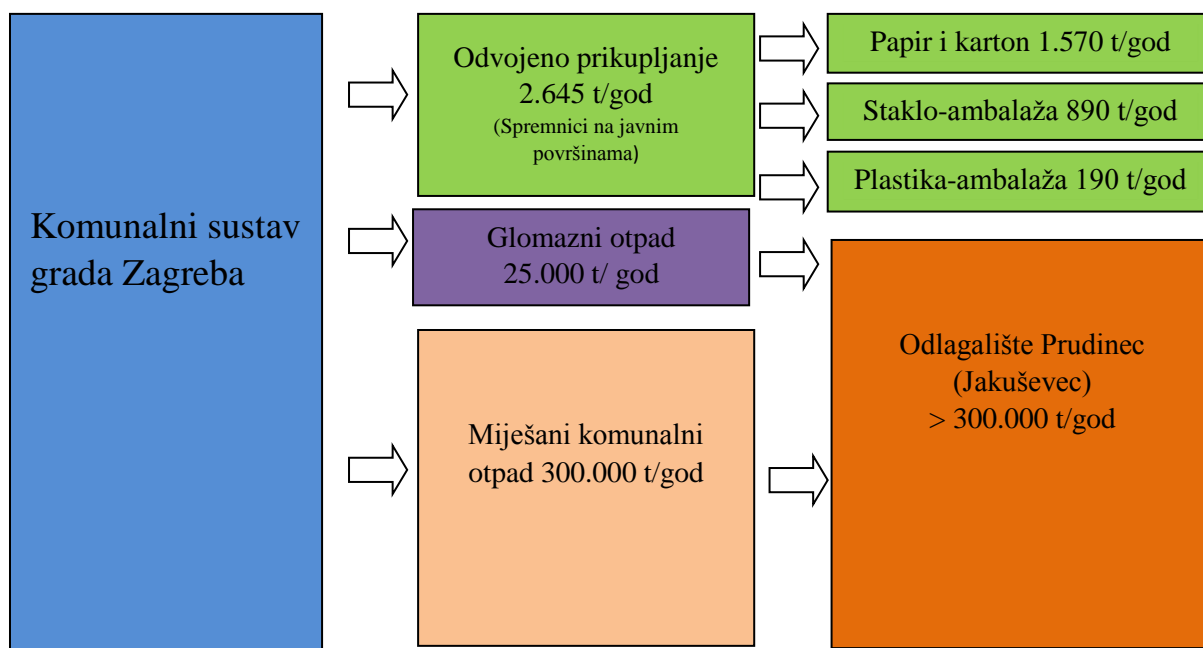 Komunalni sustav
grada Zagreba
Odvojeno prikupljanje
2.645 t/god
(Spremnici na javnim
površinama)
Papir i karton 1.570 t/god
Staklo-ambalaža 890 t/god
Plastika-ambalaža 190 t/god
Glomazni otpad
25.000 t/ god
Miješani komunalni
otpad 300.000 t/god
Odlagalište Prudinec
(Jakuševec)
> 300.000 t/god